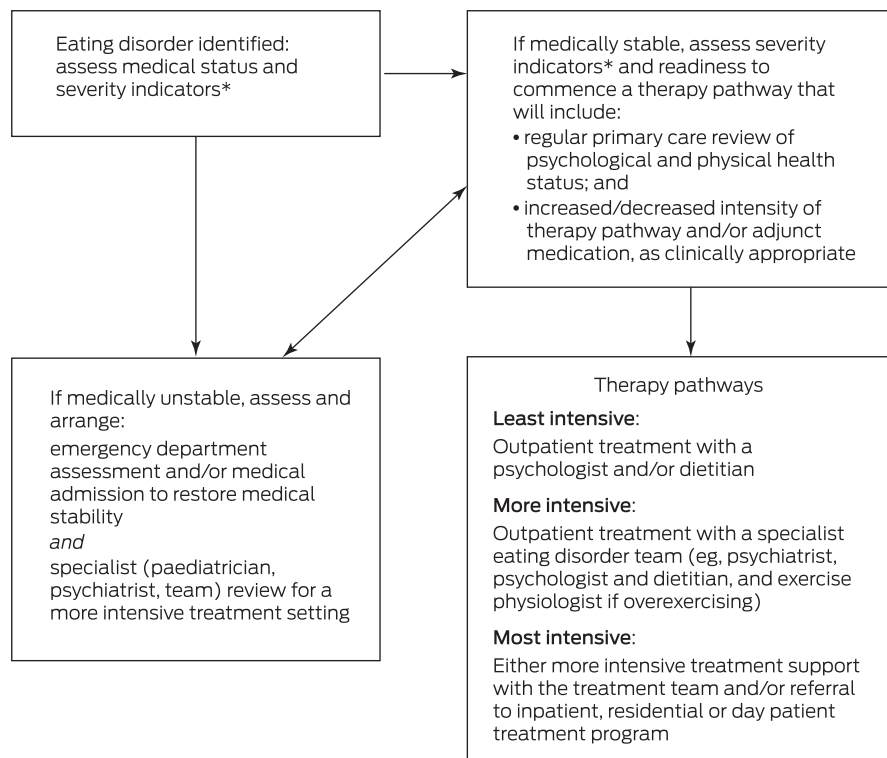 Eating disorder identified:
assess medical status and
severity indicators*
If medically stable, assess severity
indicators* and readiness to
commence a therapy pathway that
will include:
• regular primary care review of
psychological and physical health
status; and
• increased/decreased intensity of
therapy pathway and/or adjunct
medication, as clinically appropriate
If medically unstable, assess and
arrange:
emergency department
assessment and/or medical
admission to restore medical
stability
and
specialist (paediatrician,
psychiatrist, team) review for a
more intensive treatment setting
Therapy pathways
Least intensive:
Outpatient treatment with a
psychologist and/or dietitian
More intensive:
Outpatient treatment with a specialist
eating disorder team (eg, psychiatrist,
psychologist and dietitian, and exercise
physiologist if overexercising)
Most intensive:
Either more intensive treatment support
with the treatment team and/or referral
to inpatient, residential or day patient
treatment program